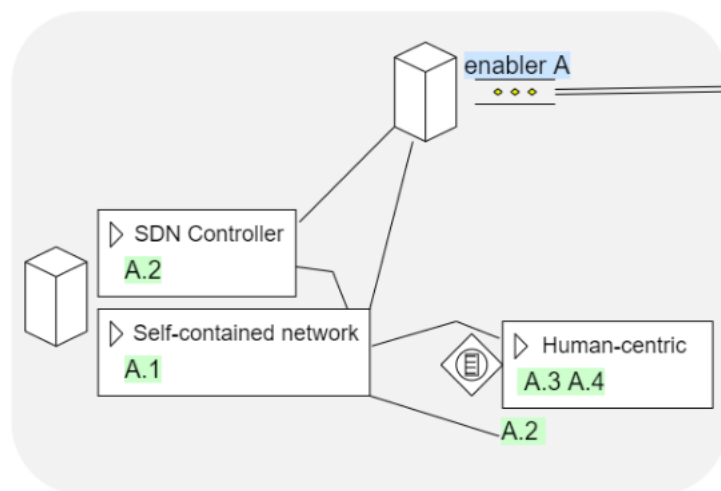 enabler A
SDN Controller
A.2
Self-contained network
A.1
Human-centric
A.3 A.4
A.2